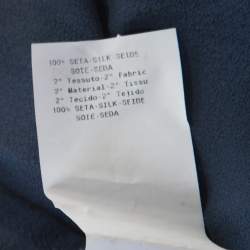 100% SETA-SILK-SEIDE
SOIE-SEDA
2° Tessuto-2° Fabric
2° Material-2° Tissu
2° Tecido-2° Tejido
100% SETA-SILK-SEIDE
SOIE-SEDA